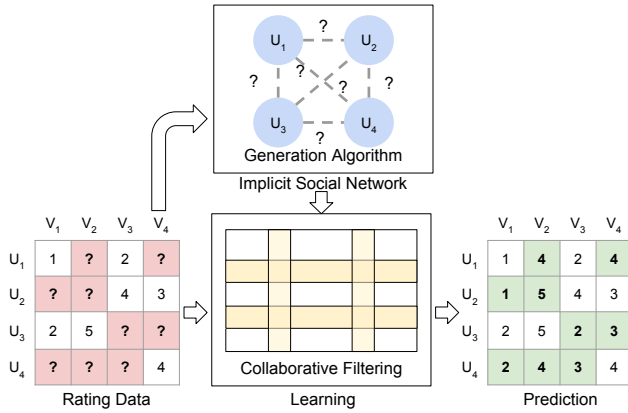 ?
U1 U2
? ? ? ?
U3 U4
?
Generation Algorithm
Implicit Social Network
V1 V2 V3 V4
U1 1 ? 2 ?
U2 ? ? 4 3
U3 2 5 ? ?
U4 ? ? ? 4
Rating Data
Collaborative Filtering
Learning
V1 V2 V3 V4
U1 1 4 2 4
U2 1 5 4 3
U3 2 5 2 3
U4 2 4 3 4
Prediction